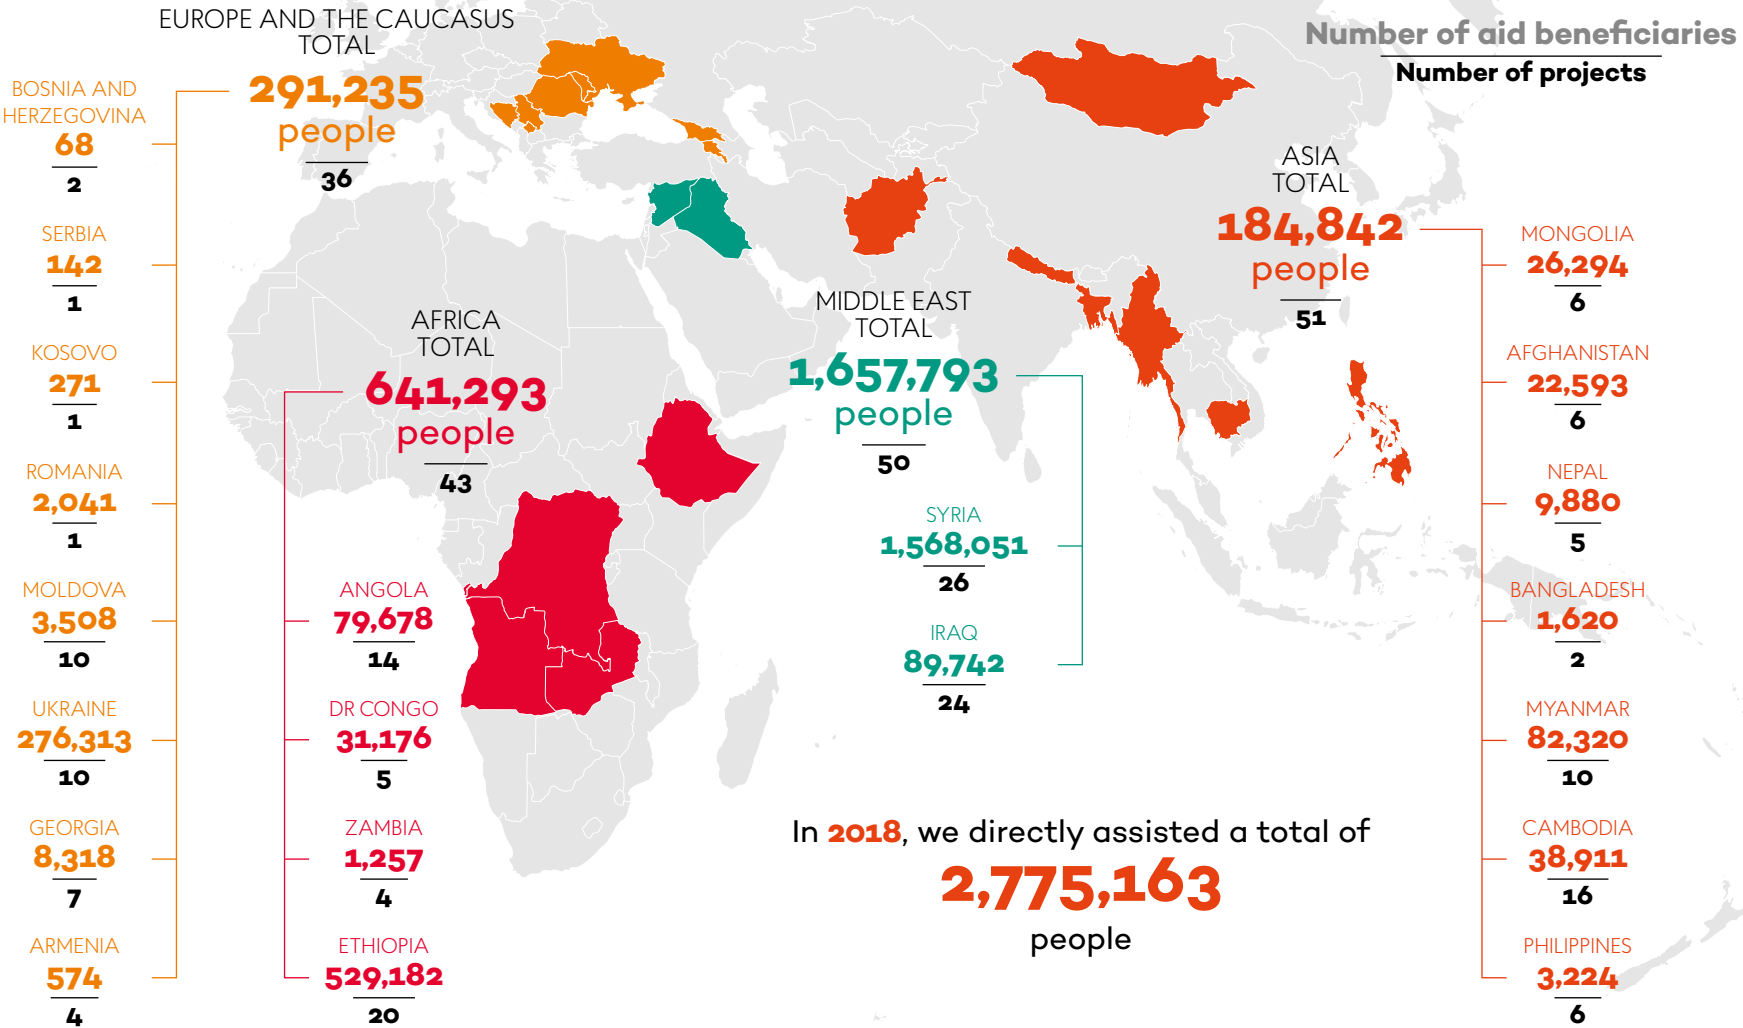 EUROPE AND THE CAUCASUS
TOTAL
291,235
people
36
Number of aid beneficiaries
Number of projects
BOSNIA AND
HERZEGOVINA
68
2
SERBIA
142
1
KOSOVO
271
1
ROMANIA
2,041
1
MOLDOVA
3,508
10
UKRAINE
276,313
10
GEORGIA
8,318
7
ARMENIA
574
4
AFRICA
TOTAL
641,293
people
43
ANGOLA
79,678
14
DR CONGO
31,176
5
ZAMBIA
1,257
4
ETHIOPIA
529,182
20
MIDDLE EAST
TOTAL
1,657,793
people
50
SYRIA
1,568,051
26
IRAQ
89,742
24
ASIA
TOTAL
184,842
people
51
MONGOLIA
26,294
6
AFGHANISTAN
22,593
6
NEPAL
9,880
5
BANGLADESH
1,620
2
MYANMAR
82,320
10
CAMBODIA
38,911
16
PHILIPPINES
3,224
6
In 2018, we directly assisted a total of
2,775,163
people